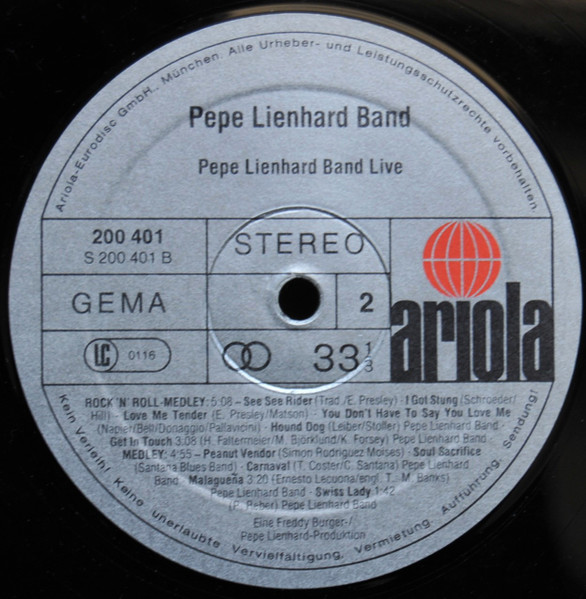 Ariola-Eurodisc GmbH., München. Alle Urheber- und Leistungsschutzrechte vorbehalten.
Pepe Lienhard Band
Pepe Lienhard Band Live
200 401
S 200 401 B
STEREO
GEMA
2
ariola
LC 0116
33 1/3
ROCK 'N' ROLL-MEDLEY: 5:08 – See See Rider (Trad./E. Presley) · I Got Stung (Schroeder/
Hill) – Love Me Tender (E. Presley/Matson) – You Don't Have To Say You Love Me
(Napier/Bell/Donaggio/Pallavicini) – Hound Dog (Leiber/Stoller) Pepe Lienhard Band ·
Get In Touch 3:08 (H. Faltermeier/M. Björklund/K. Forsey) Pepe Lienhard Band ·
MEDLEY: 4:55 – Peanut Vendor (Simon Rodriguez Moises) · Soul Sacrifice
(Santana Blues Band) · Carnaval (T. Coster/C. Santana) Pepe Lienhard
Band · Malagueña 3:20 (Ernesto Lecuona/engl. T.: M. Banks)
Pepe Lienhard Band · Swiss Lady 1:42
(P. Reber) Pepe Lienhard Band
Eine Freddy Burger-/
Pepe Lienhard-Produktion
Kein Verleih! Keine unerlaubte Vervielfältigung, Vermietung, Aufführung, Sendung!